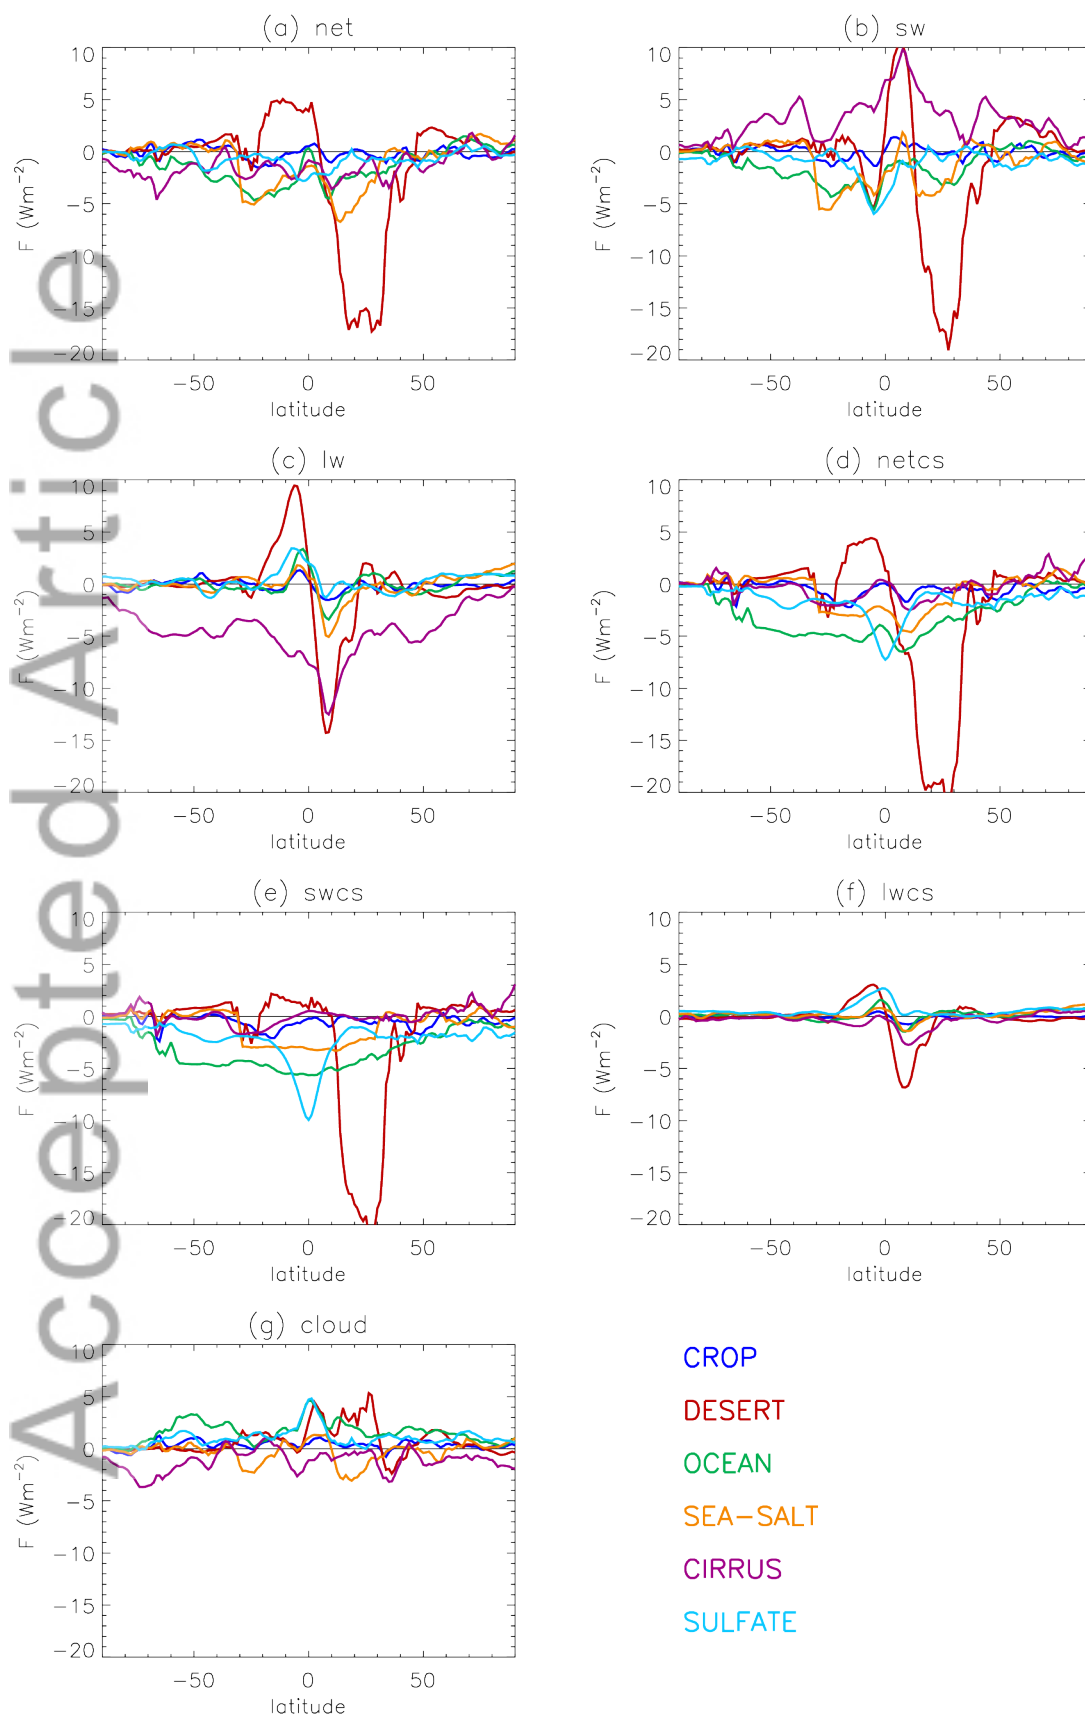 (a) net
10
5
0
−5
−10
−15
−20
F (Wm−2)
−50 0 50
latitude
(b) sw
10
5
0
−5
−10
−15
−20
F (Wm−2)
−50 0 50
latitude
(c) lw
10
5
0
−5
−10
−15
−20
F (Wm−2)
−50 0 50
latitude
(d) netcs
10
5
0
−5
−10
−15
−20
F (Wm−2)
−50 0 50
latitude
(e) swcs
10
5
0
−5
−10
−15
−20
F (Wm−2)
−50 0 50
latitude
(f) lwcs
10
5
0
−5
−10
−15
−20
F (Wm−2)
−50 0 50
latitude
(g) cloud
10
5
0
−5
−10
−15
−20
F (Wm−2)
−50 0 50
latitude
CROP
DESERT
OCEAN
SEA−SALT
CIRRUS
SULFATE
Accepted Article